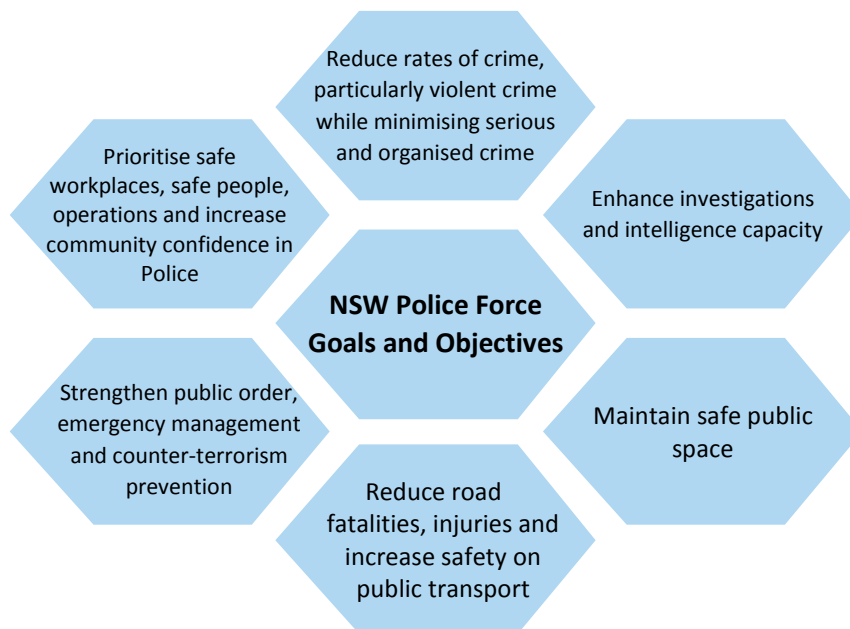 Reduce rates of crime,
particularly violent crime
while minimising serious
and organised crime
Prioritise safe
workplaces, safe people,
operations and increase
community confidence in
Police
Enhance investigations
and intelligence capacity
NSW Police Force
Goals and Objectives
Strengthen public order,
emergency management
and counter-terrorism
prevention
Maintain safe public
space
Reduce road
fatalities, injuries and
increase safety on
public transport